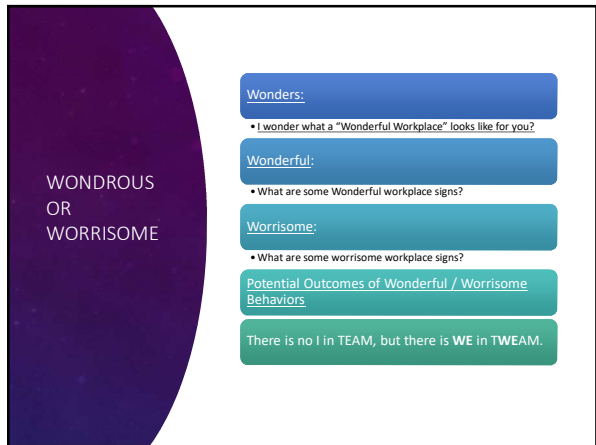 WONDROUS
OR
WORRISOME
Wonders:
• I wonder what a “Wonderful Workplace” looks like for you?
Wonderful:
• What are some Wonderful workplace signs?
Worrisome:
• What are some worrisome workplace signs?
Potential Outcomes of Wonderful / Worrisome
Behaviors
There is no I in TEAM, but there is WE in TWEAM.